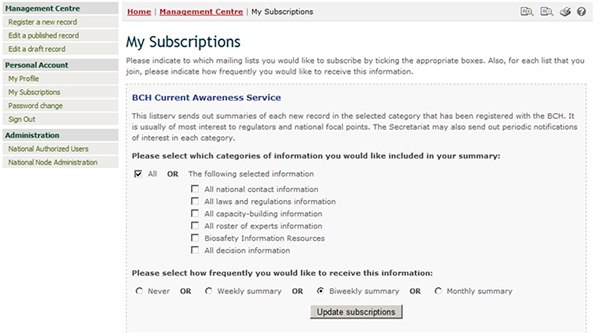 Management Centre
Register a new record
Edit a published record
Edit a draft record
Personal Account
My Profile
My Subscriptions
Password change
Sign Out
Administration
National Authorized Users
National Node Administration
Home | Management Centre | My Subscriptions
My Subscriptions
Please indicate to which mailing lists you would like to subscribe by ticking the appropriate boxes. Also, for each list that you
join, please indicate how frequently you would like to receive this information.
BCH Current Awareness Service
This listserv sends out summaries of each new record in the selected category that has been registered with the BCH. It
is usually of most interest to regulators and national focal points. The Secretariat may also send out periodic notifications
of interest in each category.
Please select which categories of information you would like included in your summary:
All OR The following selected information
All national contact information
All laws and regulations information
All capacity-building information
All roster of experts information
Biosafety Information Resources
All decision information
Please select how frequently you would like to receive this information:
Never OR Weekly summary OR Biweekly summary OR Monthly summary
Update subscriptions